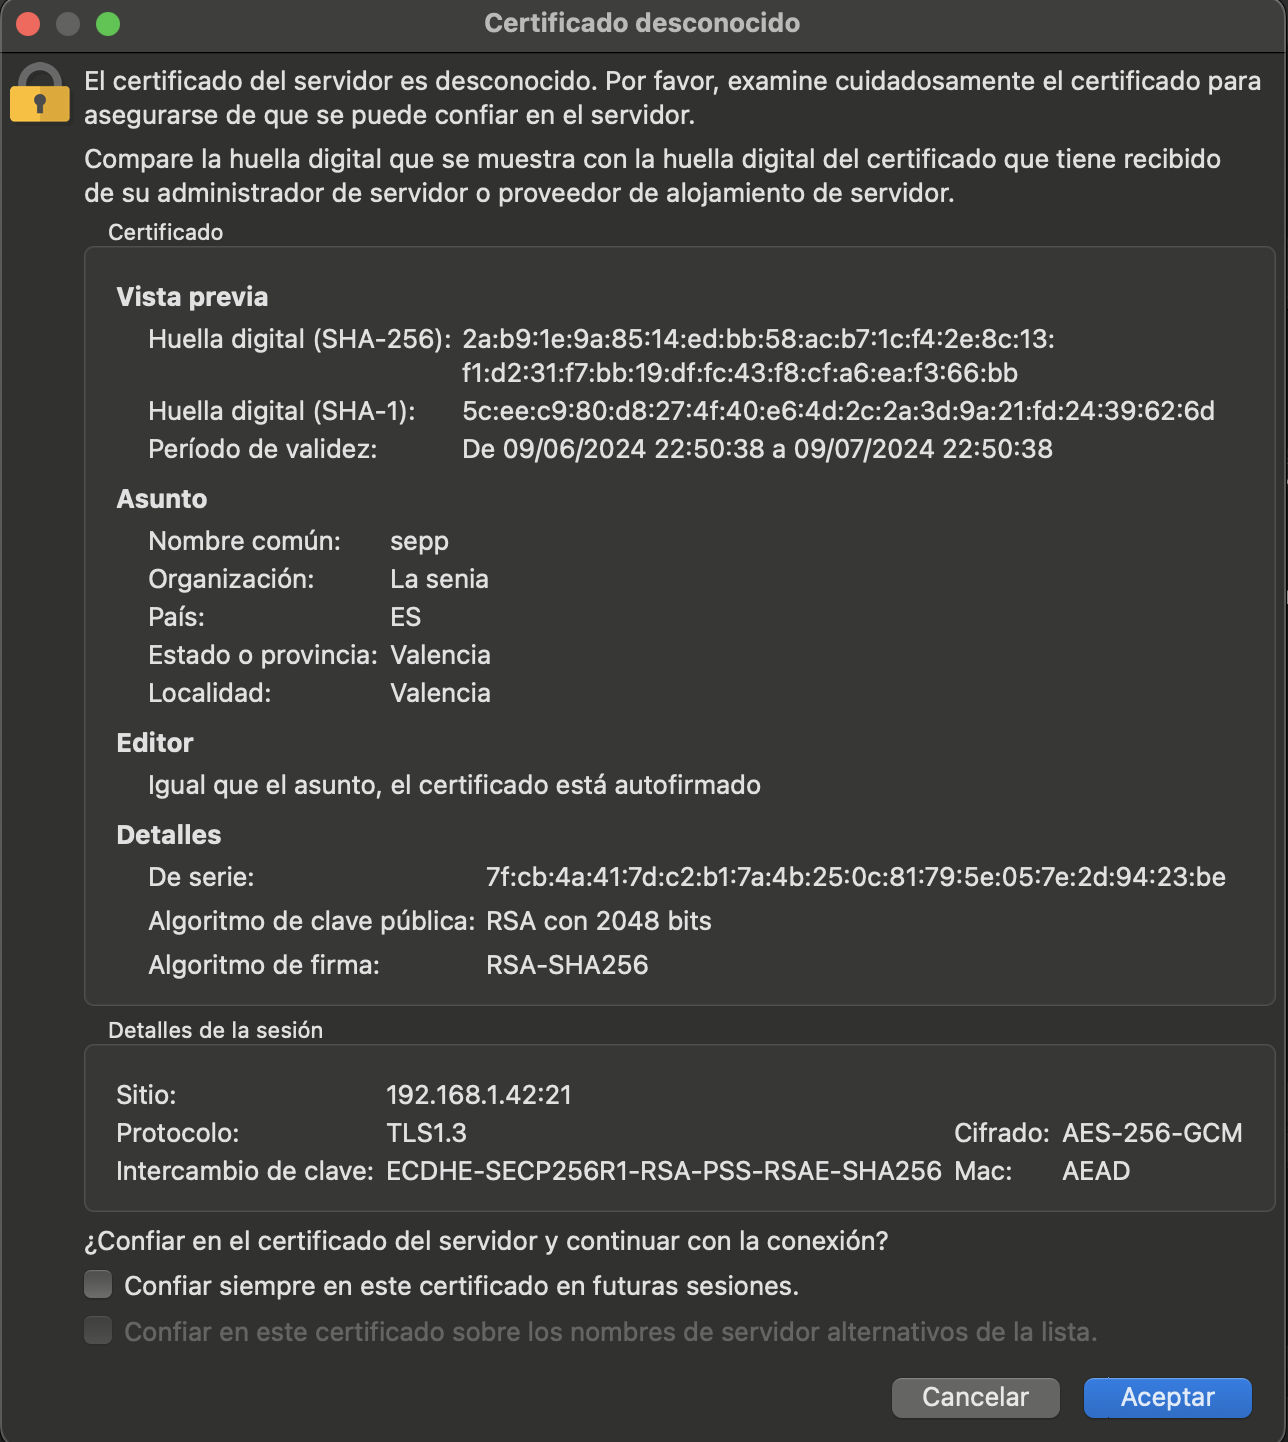 Certificado desconocido
El certificado del servidor es desconocido. Por favor, examine cuidadosamente el certificado para
asegurarse de que se puede confiar en el servidor.
Compare la huella digital que se muestra con la huella digital del certificado que tiene recibido
de su administrador de servidor o proveedor de alojamiento de servidor.
Certificado
Vista previa
Huella digital (SHA-256): 2a:b9:1e:9a:85:14:ed:bb:58:ac:b7:1c:f4:2e:8c:13:
f1:d2:31:f7:bb:19:df:fc:43:f8:cf:a6:ea:f3:66:bb
Huella digital (SHA-1): 5c:ee:c9:80:d8:27:4f:40:e6:4d:2c:2a:3d:9a:21:fd:24:39:62:6d
Período de validez: De 09/06/2024 22:50:38 a 09/07/2024 22:50:38
Asunto
Nombre común: sepp
Organización: La senia
País: ES
Estado o provincia: Valencia
Localidad: Valencia
Editor
Igual que el asunto, el certificado está autofirmado
Detalles
De serie: 7f:cb:4a:41:7d:c2:b1:7a:4b:25:0c:81:79:5e:05:7e:2d:94:23:be
Algoritmo de clave pública: RSA con 2048 bits
Algoritmo de firma: RSA-SHA256
Detalles de la sesión
Sitio: 192.168.1.42:21
Protocolo: TLS1.3 Cifrado: AES-256-GCM
Intercambio de clave: ECDHE-SECP256R1-RSA-PSS-RSAE-SHA256 Mac: AEAD
¿Confiar en el certificado del servidor y continuar con la conexión?
Confiar siempre en este certificado en futuras sesiones.
Confiar en este certificado sobre los nombres de servidor alternativos de la lista.
Cancelar Aceptar